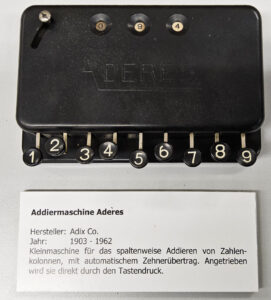 0 3 4
ADERES
1 2 3 4 5 6 7 8 9
Addiermaschine Aderes
Hersteller: Adix Co.
Jahr: 1903 - 1962
Kleinmaschine für das spaltenweise Addieren von Zahlen-
kolonnen, mit automatischem Zehnerübertrag. Angetrieben
wird sie direkt durch den Tastendruck.